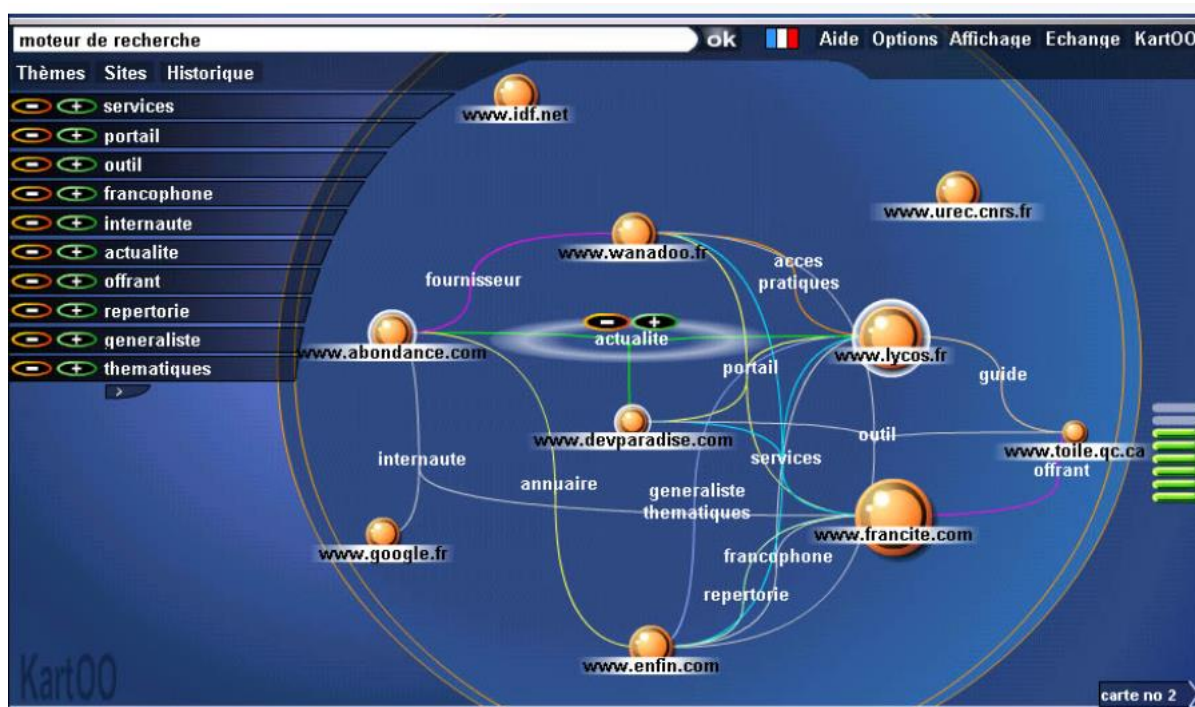 moteur de recherche
ok
Aide Options Affichage Echange KartOO
Thèmes Sites Historique
services
portail
outil
francophone
internaute
actualite
offrant
repertorie
generaliste
thematiques
>
www.idf.net
www.urec.cnrs.fr
www.wanadoo.fr
acces
pratiques
fournisseur
actualite
www.abondance.com
www.lycos.fr
portail
guide
www.devparadise.com
outil
www.toile.qc.ca
offrant
internaute
services
annuaire
generaliste
thematiques
www.google.fr
www.francite.com
francophone
repertorie
www.enfin.com
KartOO
carte no 2